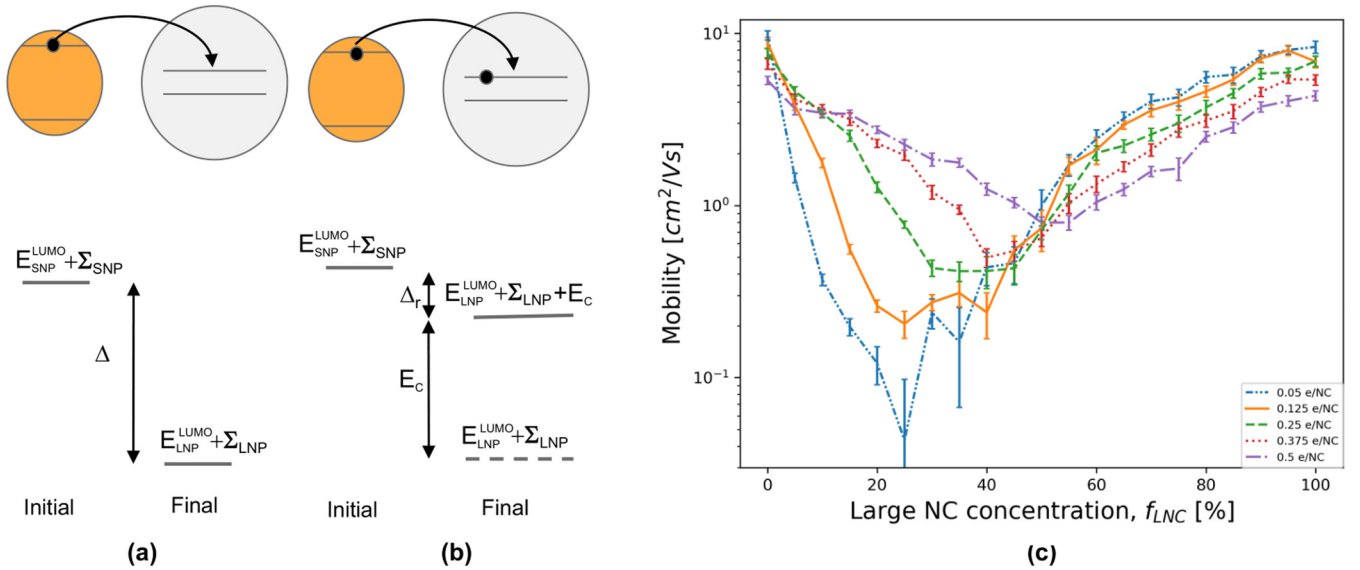 E_SNP^LUMO+Σ_SNP
Δ
E_LNP^LUMO+Σ_LNP
Initial
Final
(a)
E_SNP^LUMO+Σ_SNP
Δ_r
E_LNP^LUMO+Σ_LNP+E_c
E_c
E_LNP^LUMO+Σ_LNP
Initial
Final
(b)
Mobility [cm²/Vs]
10¹
10⁰
10⁻¹
0.05 e/NC
0.125 e/NC
0.25 e/NC
0.375 e/NC
0.5 e/NC
0 20 40 60 80 100
Large NC concentration, f_LNC [%]
(c)